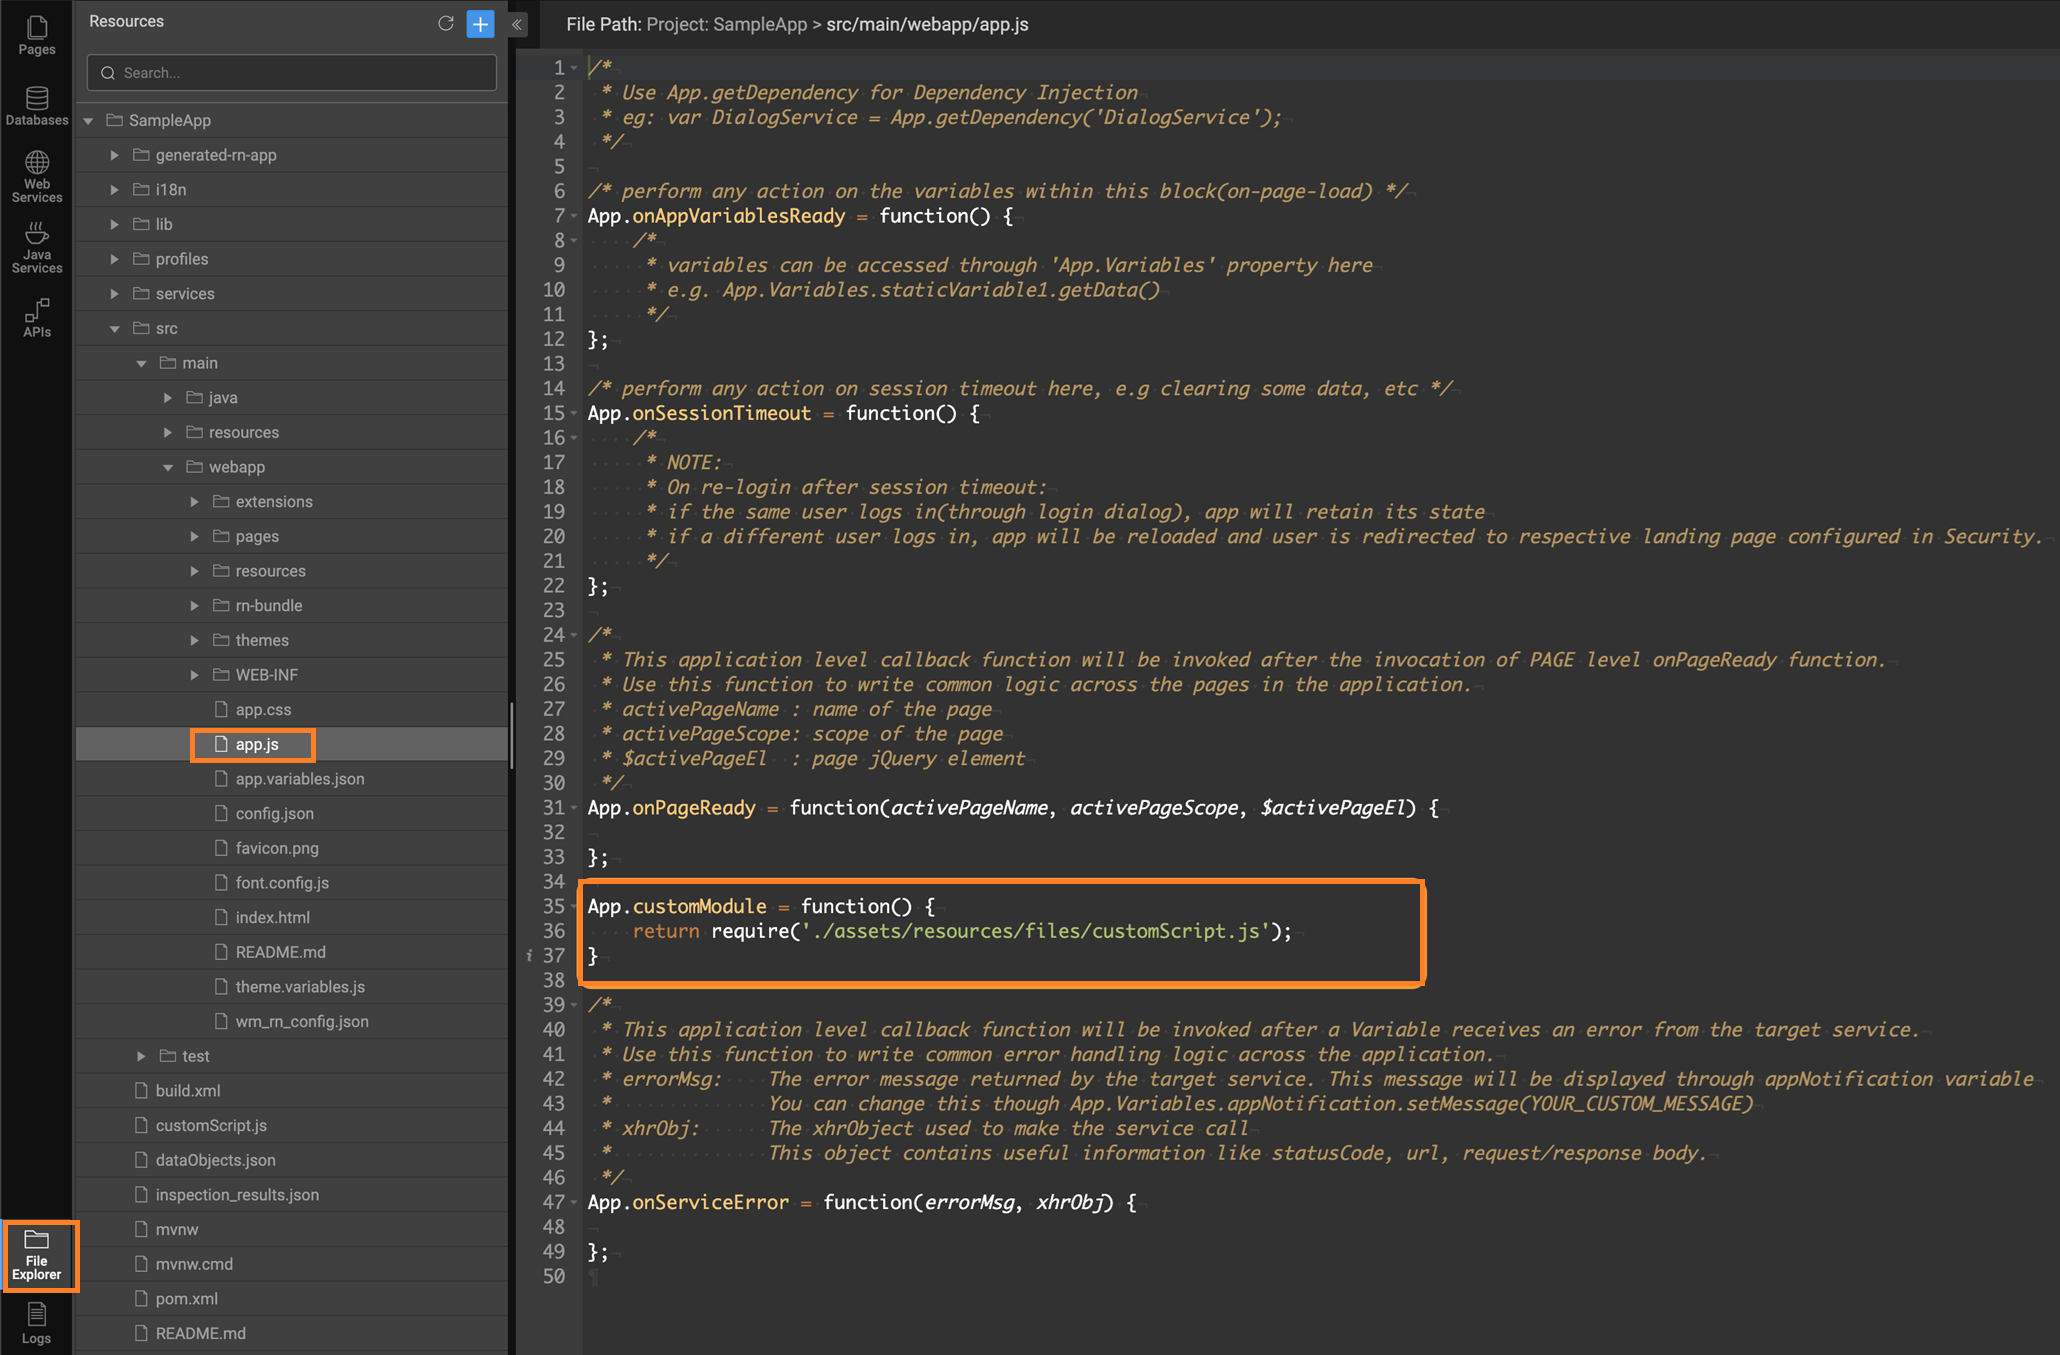 Pages
Databases
Web
Services
Java
Services
APIs
File
Explorer
Logs
Resources
Search...
SampleApp
generated-rn-app
i18n
lib
profiles
services
src
main
java
resources
webapp
extensions
pages
resources
rn-bundle
themes
WEB-INF
app.css
app.js
app.variables.json
config.json
favicon.png
font.config.js
index.html
README.md
theme.variables.js
wm_rn_config.json
test
build.xml
customScript.js
dataObjects.json
inspection_results.json
mvnw
mvnw.cmd
pom.xml
README.md
File Path: Project: SampleApp > src/main/webapp/app.js
1 /*
2 * Use App.getDependency for Dependency Injection
3 * eg: var DialogService = App.getDependency('DialogService');
4 */
5
6 /* perform any action on the variables within this block(on-page-load) */
7 App.onAppVariablesReady = function() {
8 /*
9 * variables can be accessed through 'App.Variables' property here
10 * e.g. App.Variables.staticVariable1.getData()
11 */
12 };
13
14 /* perform any action on session timeout here, e.g clearing some data, etc */
15 App.onSessionTimeout = function() {
16 /*
17 * NOTE:
18 * On re-login after session timeout:
19 * if the same user logs in(through login dialog), app will retain its state
20 * if a different user logs in, app will be reloaded and user is redirected to respective landing page configured in Security.
21 */
22 };
23
24 /*
25 * This application level callback function will be invoked after the invocation of PAGE level onPageReady function.
26 * Use this function to write common logic across the pages in the application.
27 * activePageName : name of the page
28 * activePageScope: scope of the page
29 * $activePageEl : page jQuery element
30 */
31 App.onPageReady = function(activePageName, activePageScope, $activePageEl) {
32
33 };
34
35 App.customModule = function() {
36 return require('./assets/resources/files/customScript.js');
37 }
38
39 /*
40 * This application level callback function will be invoked after a Variable receives an error from the target service.
41 * Use this function to write common error handling logic across the application.
42 * errorMsg: The error message returned by the target service. This message will be displayed through appNotification variable
43 * You can change this though App.Variables.appNotification.setMessage(YOUR_CUSTOM_MESSAGE)
44 * xhrObj: The xhrObject used to make the service call
45 * This object contains useful information like statusCode, url, request/response body.
46 */
47 App.onServiceError = function(errorMsg, xhrObj) {
48
49 };
50